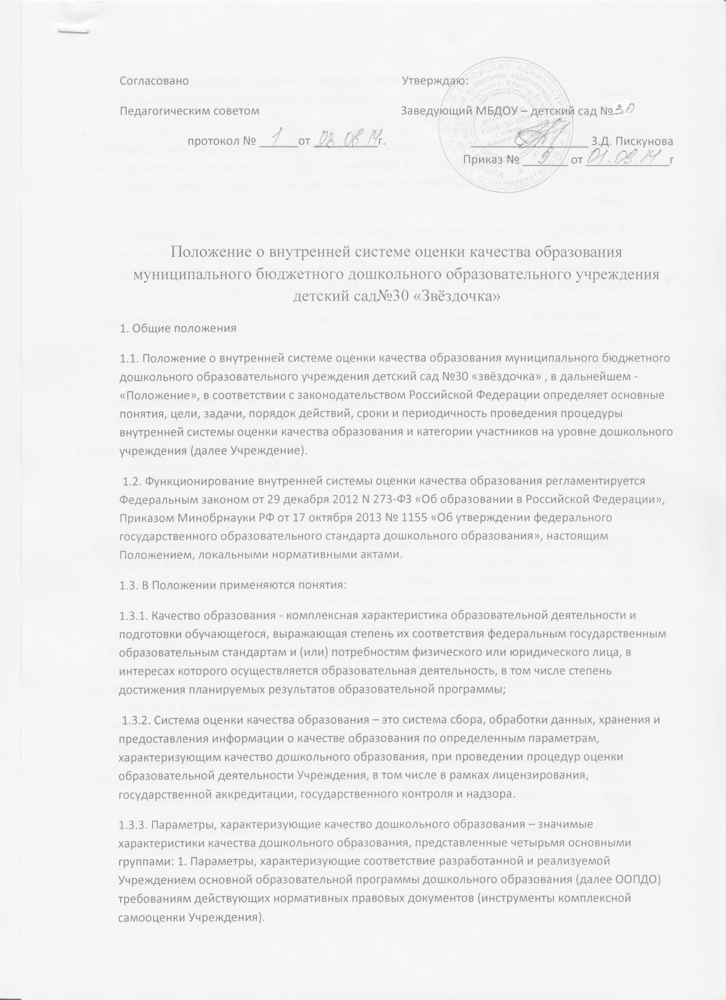 Согласовано Утверждаю:
Педагогическим советом Заведующий МБДОУ – детский сад №30
протокол № 1 от 28.08.14г. З.Д. Пискунова
Приказ № 9 от 01.09.14 г
Положение о внутренней системе оценки качества образования
муниципального бюджетного дошкольного образовательного учреждения
детский сад№30 «Звёздочка»
1. Общие положения
1.1. Положение о внутренней системе оценки качества образования муниципального бюджетного
дошкольного образовательного учреждения детский сад №30 «звёздочка» , в дальнейшем -
«Положение», в соответствии с законодательством Российской Федерации определяет основные
понятия, цели, задачи, порядок действий, сроки и периодичность проведения процедуры
внутренней системы оценки качества образования и категории участников на уровне дошкольного
учреждения (далее Учреждение).
1.2. Функционирование внутренней системы оценки качества образования регламентируется
Федеральным законом от 29 декабря 2012 N 273-ФЗ «Об образовании в Российской Федерации»,
Приказом Минобрнауки РФ от 17 октября 2013 № 1155 «Об утверждении федерального
государственного образовательного стандарта дошкольного образования», настоящим
Положением, локальными нормативными актами.
1.3. В Положении применяются понятия:
1.3.1. Качество образования - комплексная характеристика образовательной деятельности и
подготовки обучающегося, выражающая степень их соответствия федеральным государственным
образовательным стандартам и (или) потребностям физического или юридического лица, в
интересах которого осуществляется образовательная деятельность, в том числе степень
достижения планируемых результатов образовательной программы;
1.3.2. Система оценки качества образования – это система сбора, обработки данных, хранения и
предоставления информации о качестве образования по определенным параметрам,
характеризующим качество дошкольного образования, при проведении процедур оценки
образовательной деятельности Учреждения, в том числе в рамках лицензирования,
государственной аккредитации, государственного контроля и надзора.
1.3.3. Параметры, характеризующие качество дошкольного образования – значимые
характеристики качества дошкольного образования, представленные четырьмя основными
группами: 1. Параметры, характеризующие соответствие разработанной и реализуемой
Учреждением основной образовательной программы дошкольного образования (далее ООПДО)
требованиям действующих нормативных правовых документов (инструменты комплексной
самооценки Учреждения).